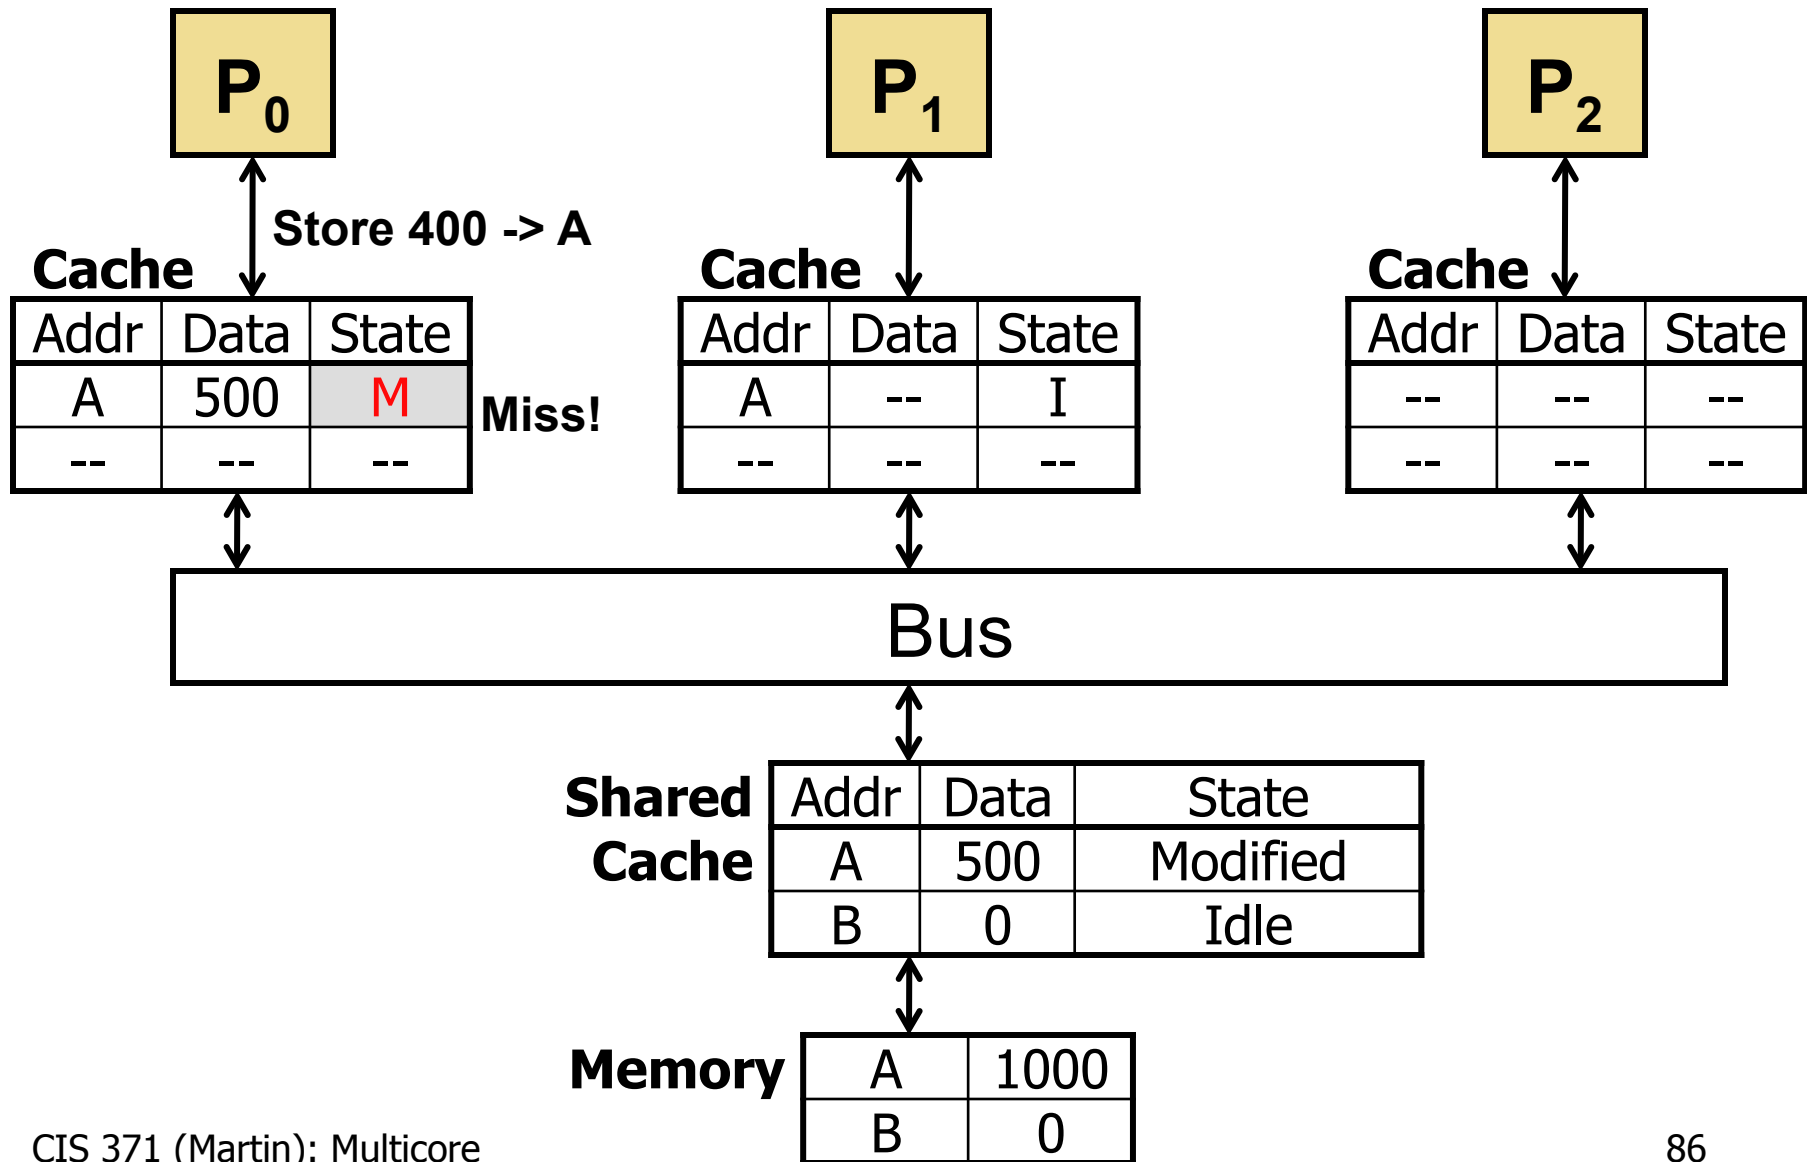 P0 P1 P2
Store 400 -> A
Cache Cache Cache
Addr Data State Addr Data State Addr Data State
A 500 M Miss! A -- I -- -- --
-- -- -- -- -- -- -- -- --
Bus
Shared Addr Data State
Cache A 500 Modified
B 0 Idle
Memory A 1000
B 0
CIS 371 (Martin): Multicore 86